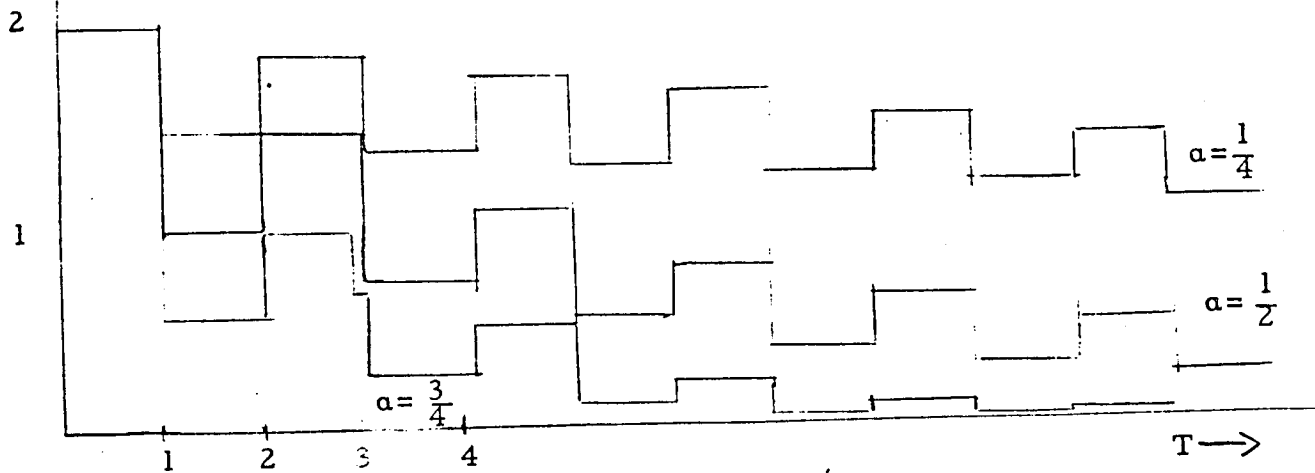 2
a = 1/4
1
a = 1/2
a = 3/4
1 2 3 4
T →